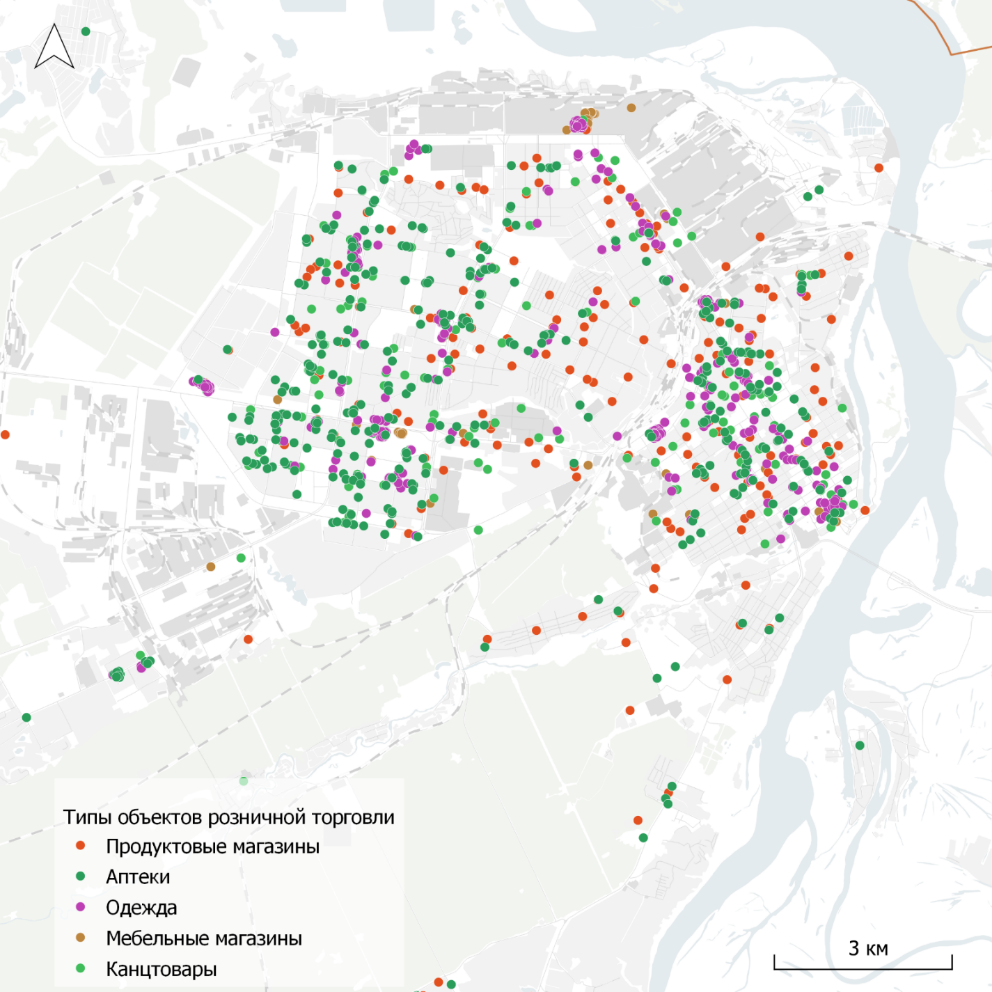 Типы объектов розничной торговли
Продуктовые магазины
Аптеки
Одежда
Мебельные магазины
Канцтовары
3 км